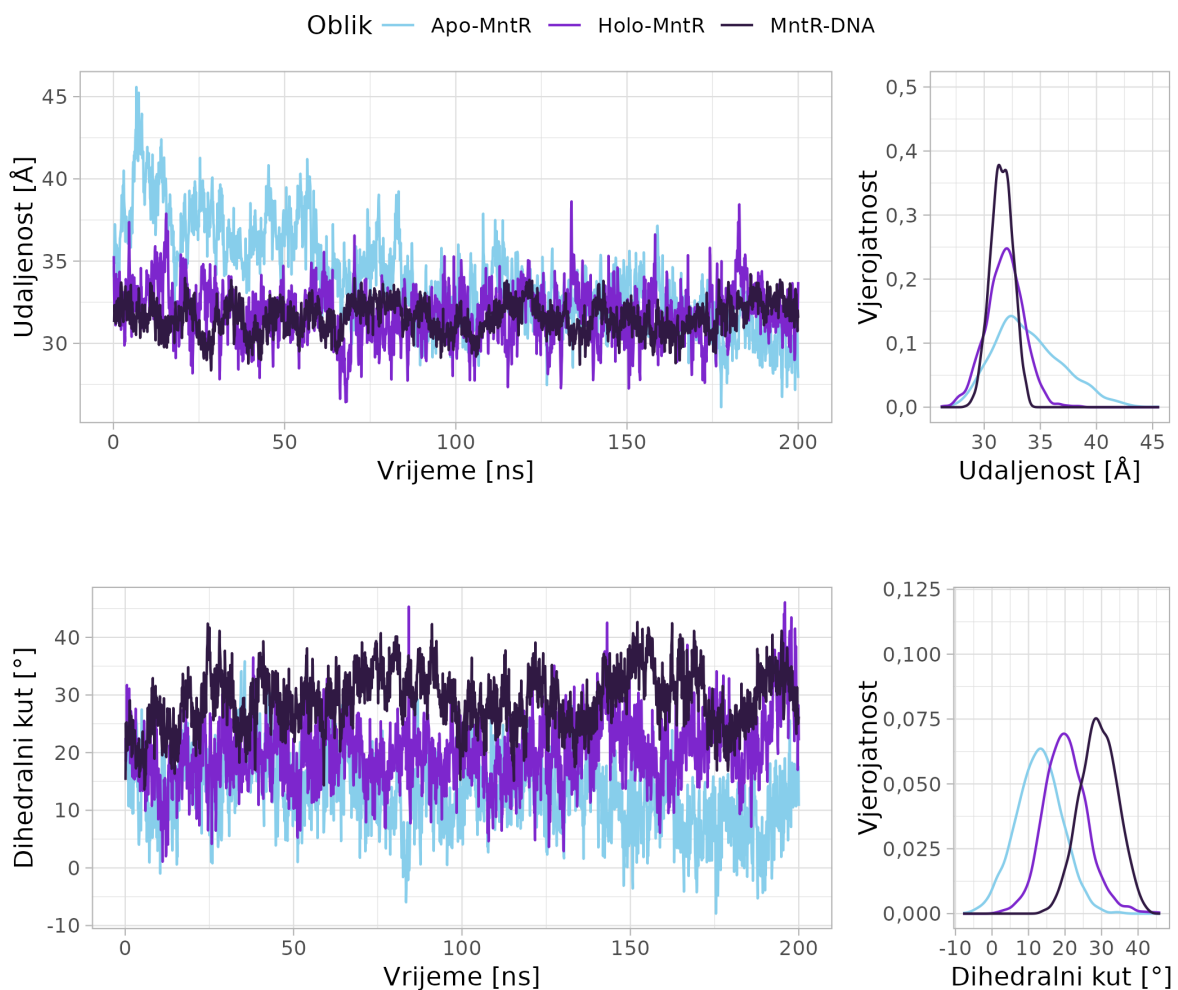 Oblik Apo-MntR Holo-MntR MntR-DNA
Udaljenost [Å]
45
40
35
30
0 50 100 150 200
Vrijeme [ns]
Vjerojatnost
0,5
0,4
0,3
0,2
0,1
0,0
30 35 40 45
Udaljenost [Å]
Dihedralni kut [°]
40
30
20
10
0
-10
0 50 100 150 200
Vrijeme [ns]
Vjerojatnost
0,125
0,100
0,075
0,050
0,025
0,000
-10 0 10 20 30 40
Dihedralni kut [°]